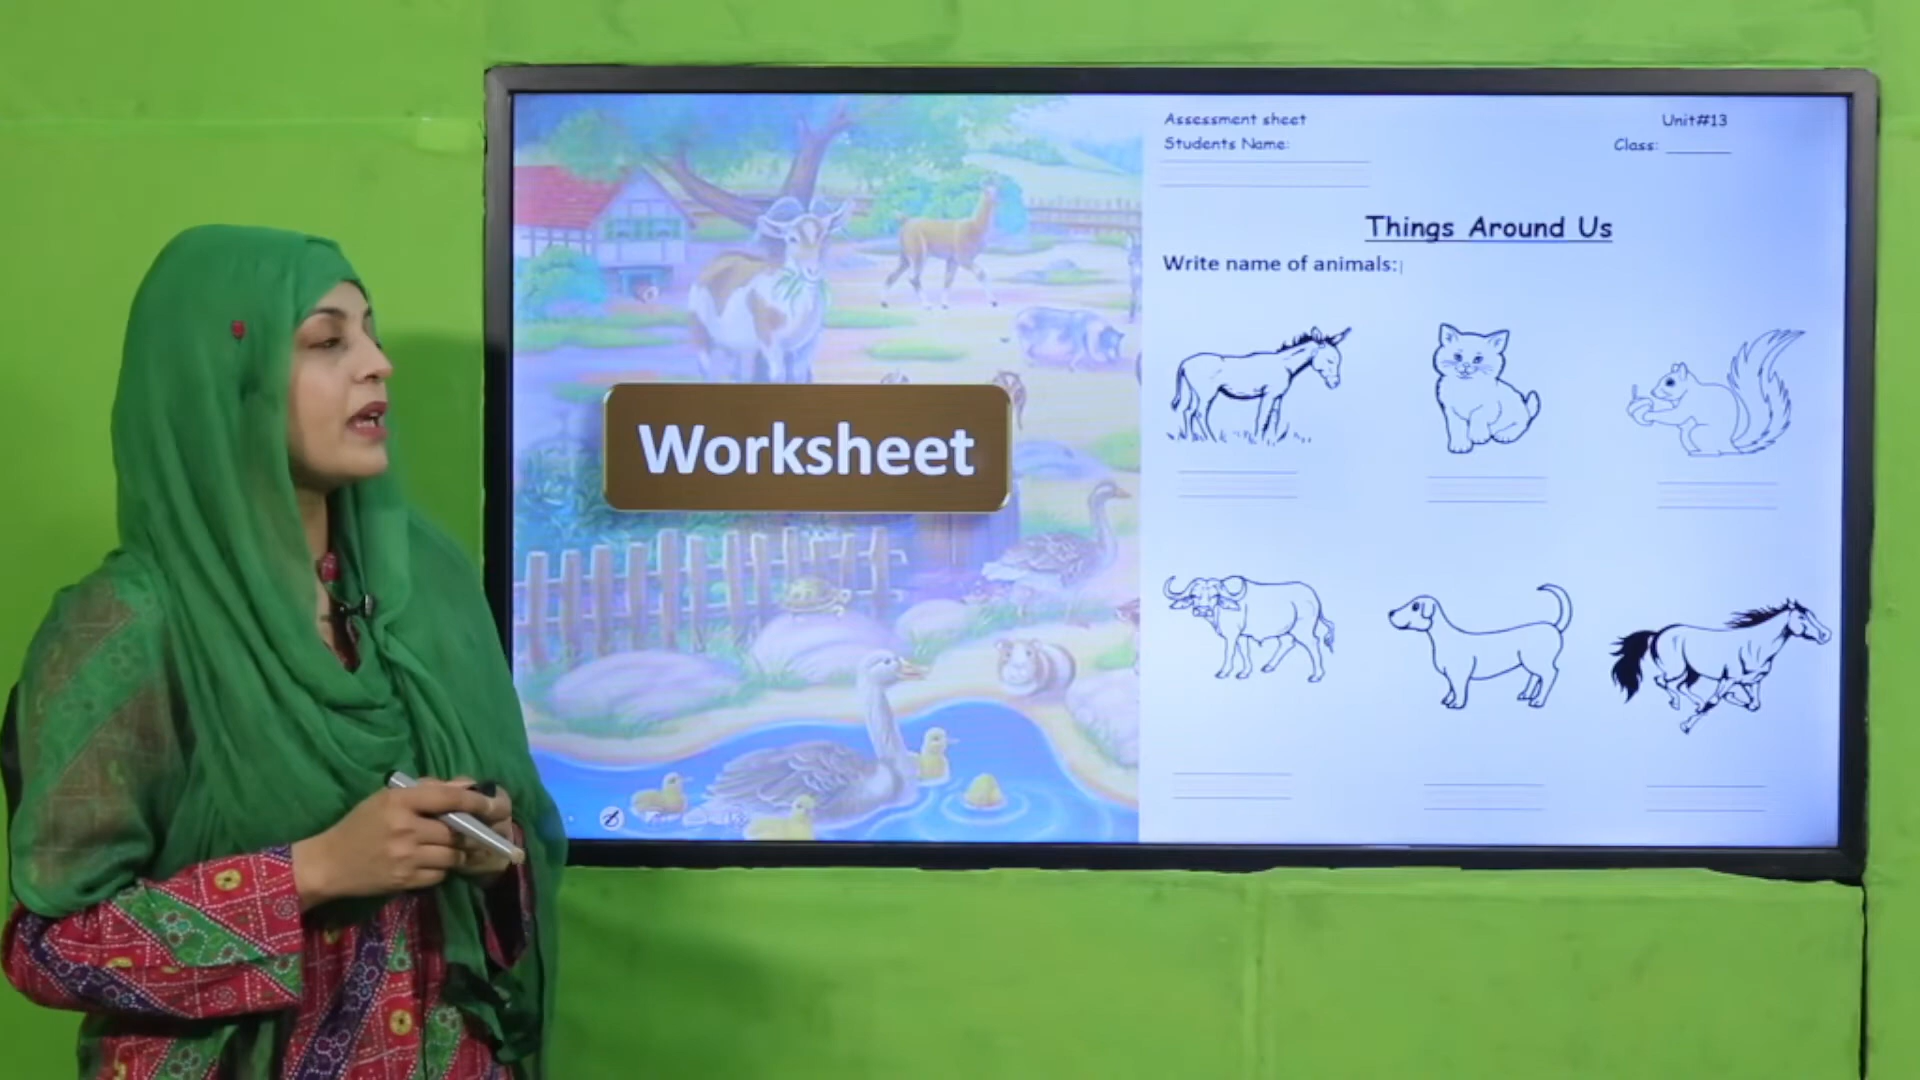 Worksheet
Assessment sheet
Unit#13
Students Name:
Class:
Things Around Us
Write name of animals: